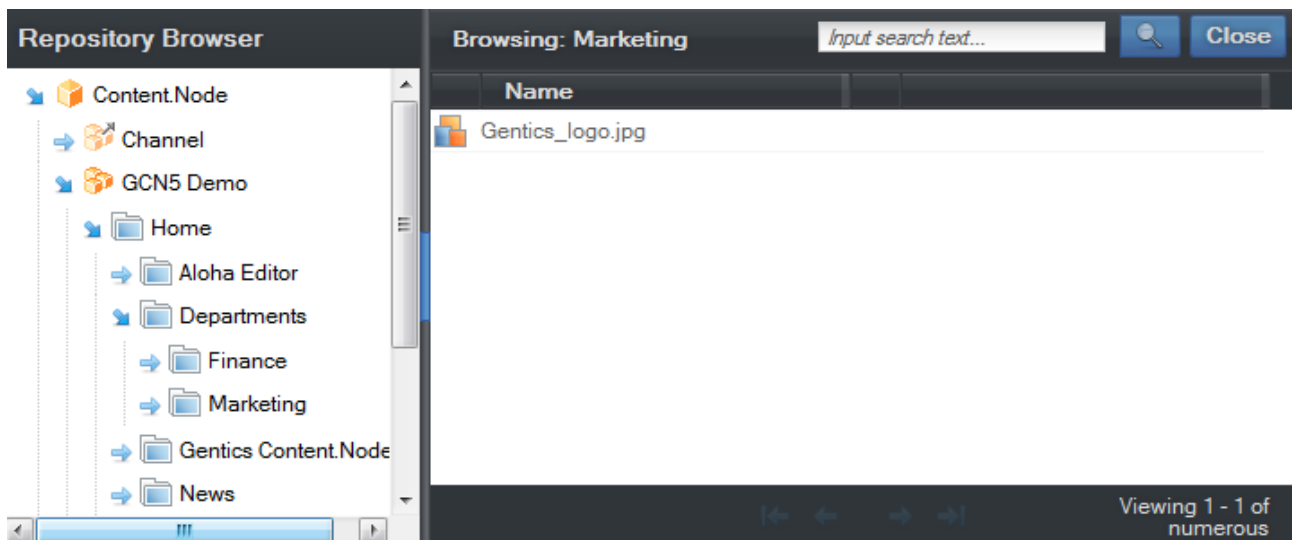 Repository Browser
Content.Node
Channel
GCN5 Demo
Home
Aloha Editor
Departments
Finance
Marketing
Gentics Content.Node
News
Browsing: Marketing
Input search text...
Close
Name
Gentics_logo.jpg
Viewing 1 - 1 of
numerous